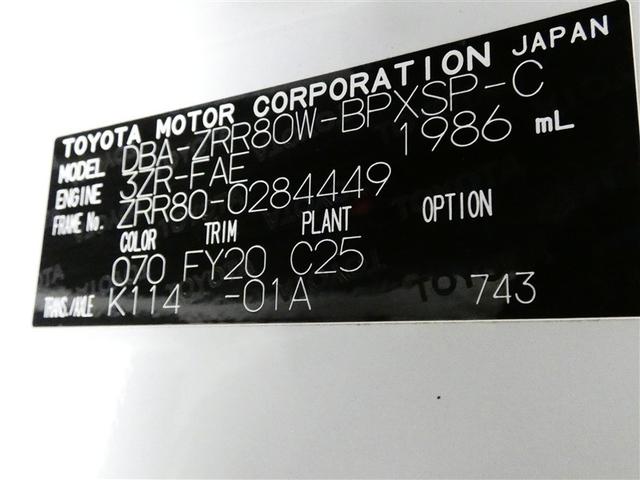 TOYOTA MOTOR CORPORATION JAPAN
MODEL DBA-ZRR80W-BPXSP-C
ENGINE 3ZR-FAE 1986 mL
FRAME No. ZRR80-0284449
COLOR TRIM PLANT OPTION
070 FY20 C25
TRANS./AXLE K114 -01A 743